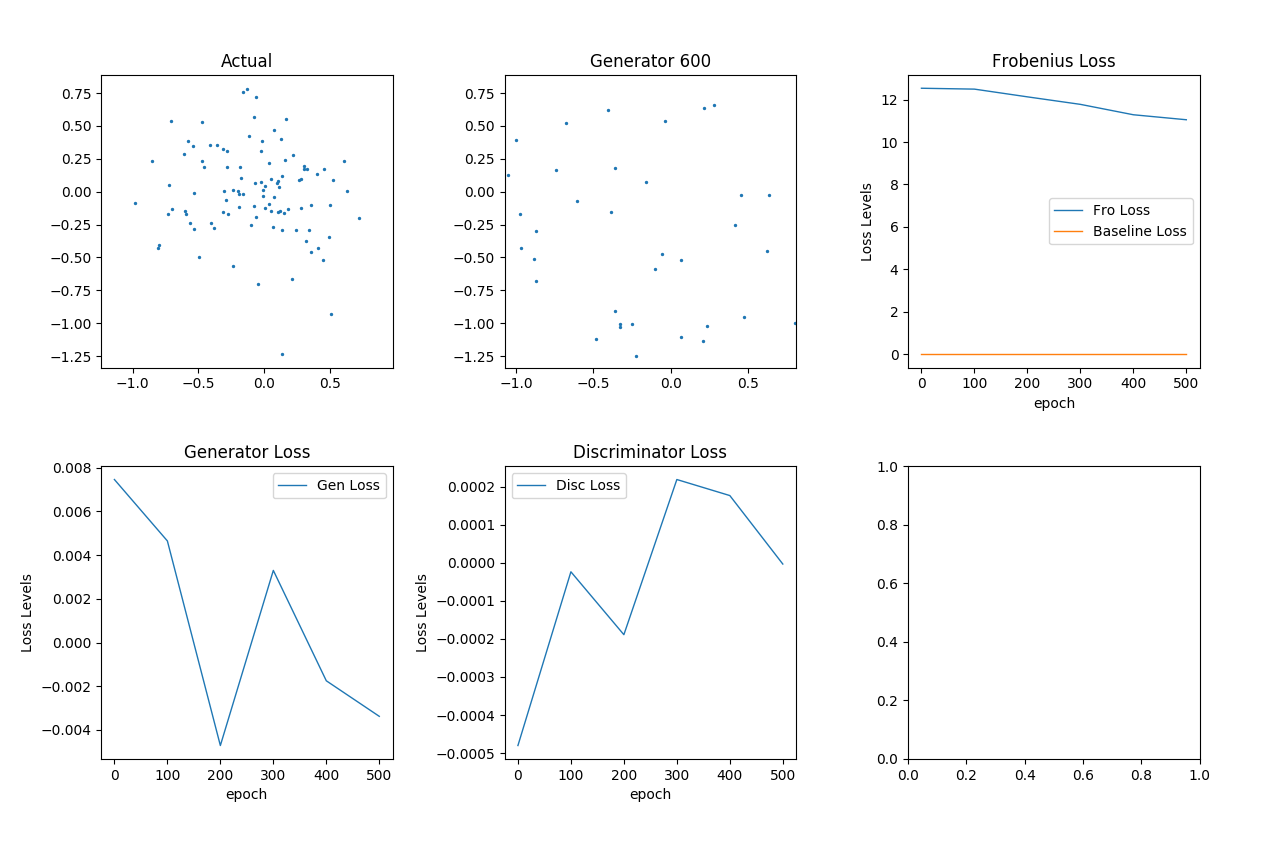 Actual
0.75
0.50
0.25
0.00
−0.25
−0.50
−0.75
−1.00
−1.25
−1.0 −0.5 0.0 0.5
Generator 600
0.75
0.50
0.25
0.00
−0.25
−0.50
−0.75
−1.00
−1.25
−1.0 −0.5 0.0 0.5
Frobenius Loss
Loss Levels
12
10
8
6
4
2
0
Fro Loss
Baseline Loss
0 100 200 300 400 500
epoch
Generator Loss
Loss Levels
0.008
0.006
0.004
0.002
0.000
−0.002
−0.004
Gen Loss
0 100 200 300 400 500
epoch
Discriminator Loss
Loss Levels
0.0002
0.0001
0.0000
−0.0001
−0.0002
−0.0003
−0.0004
−0.0005
Disc Loss
0 100 200 300 400 500
epoch
1.0
0.8
0.6
0.4
0.2
0.0
0.0 0.2 0.4 0.6 0.8 1.0